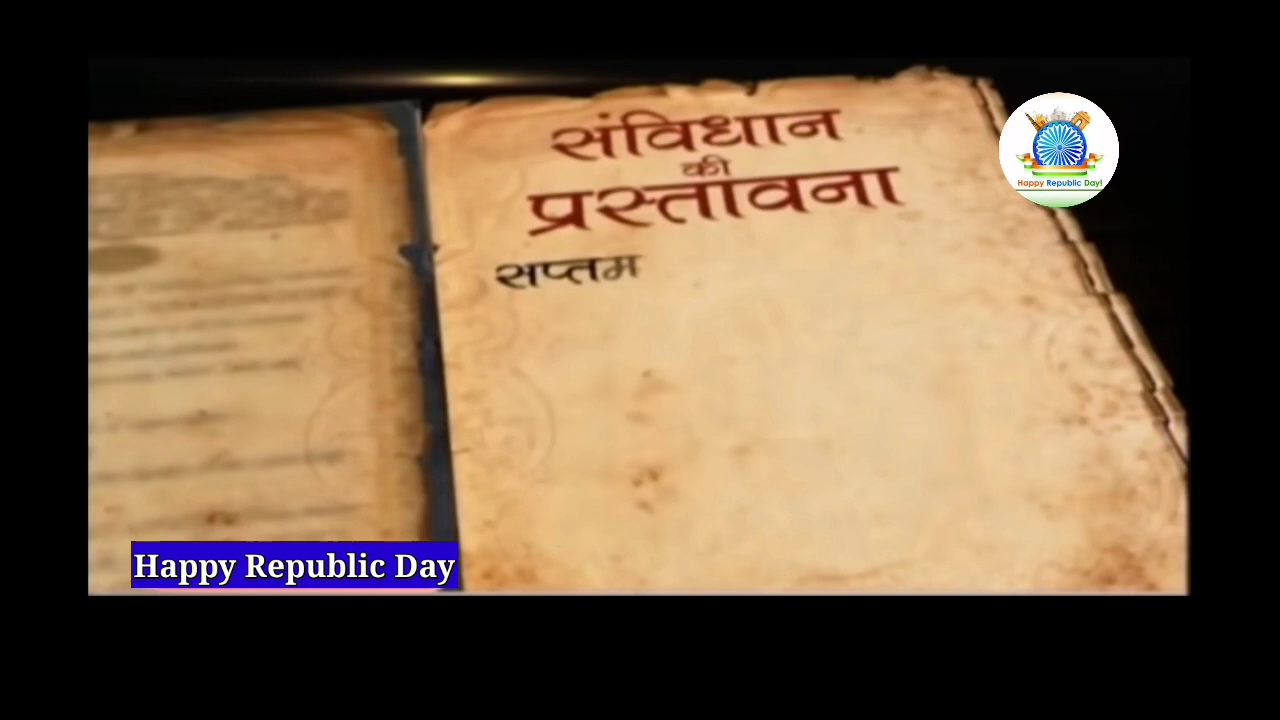 संविधान
की
प्रस्तावना
सप्तम
Happy Republic Day!
Happy Republic Day